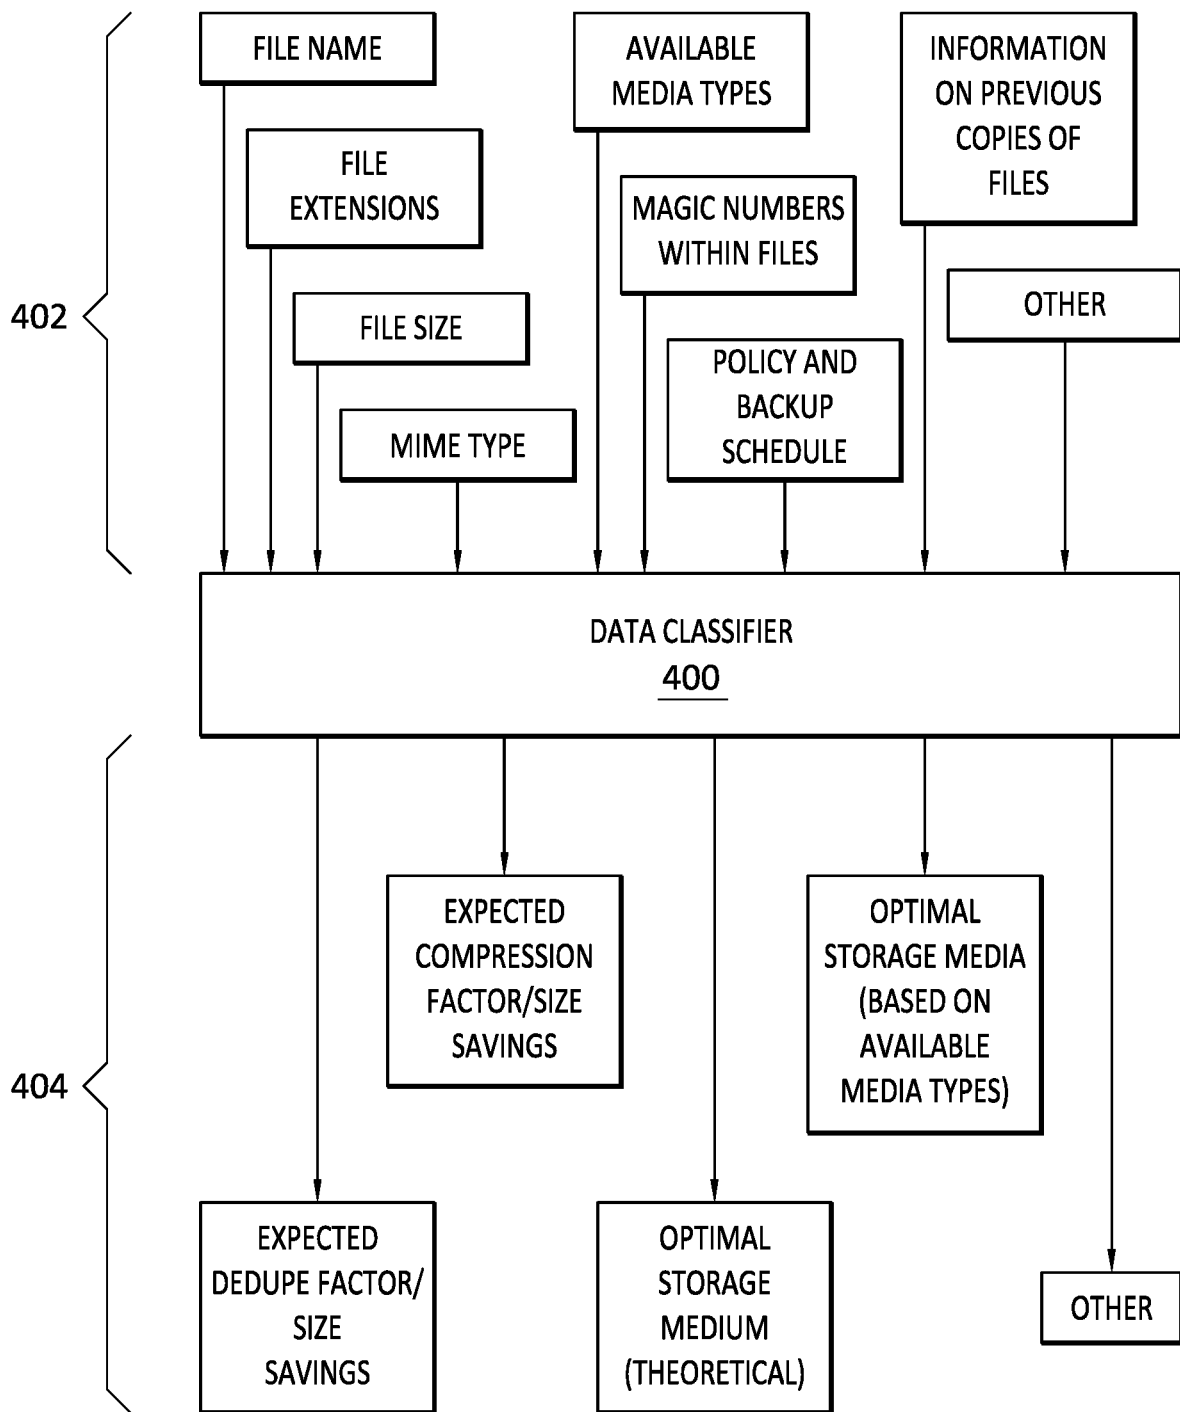 FILE NAME
AVAILABLE
MEDIA TYPES
INFORMATION
ON PREVIOUS
COPIES OF
FILES
FILE
EXTENSIONS
MAGIC NUMBERS
WITHIN FILES
402
FILE SIZE
OTHER
POLICY AND
BACKUP
SCHEDULE
MIME TYPE
DATA CLASSIFIER
400
404
EXPECTED
COMPRESSION
FACTOR/SIZE
SAVINGS
OPTIMAL
STORAGE MEDIA
(BASED ON
AVAILABLE
MEDIA TYPES)
EXPECTED
DEDUPE FACTOR/
SIZE
SAVINGS
OPTIMAL
STORAGE
MEDIUM
(THEORETICAL)
OTHER